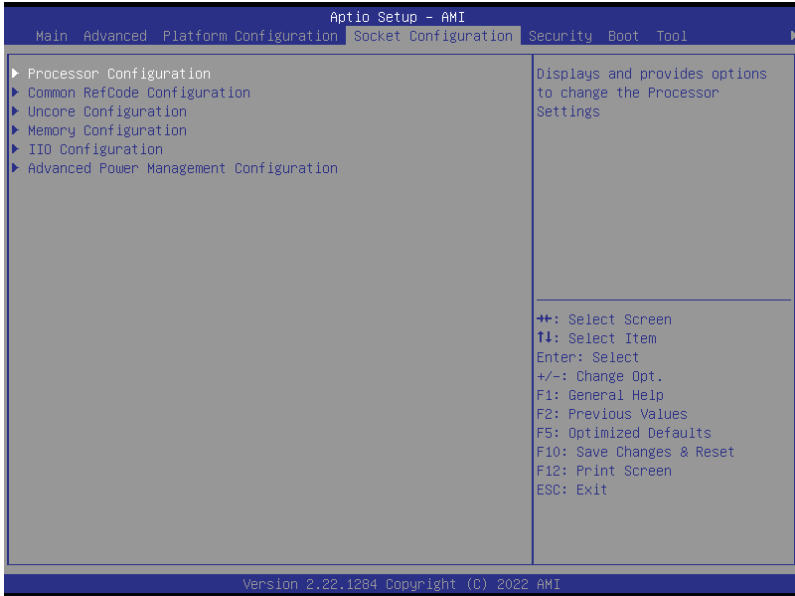 Aptio Setup - AMI
Main Advanced Platform Configuration Socket Configuration Security Boot Tool
Processor Configuration
Common RefCode Configuration
Uncore Configuration
Memory Configuration
IIO Configuration
Advanced Power Management Configuration
Displays and provides options
to change the Processor
Settings
→←: Select Screen
↑↓: Select Item
Enter: Select
+/-: Change Opt.
F1: General Help
F2: Previous Values
F5: Optimized Defaults
F10: Save Changes & Reset
F12: Print Screen
ESC: Exit
Version 2.22.1284 Copyright (C) 2022 AMI